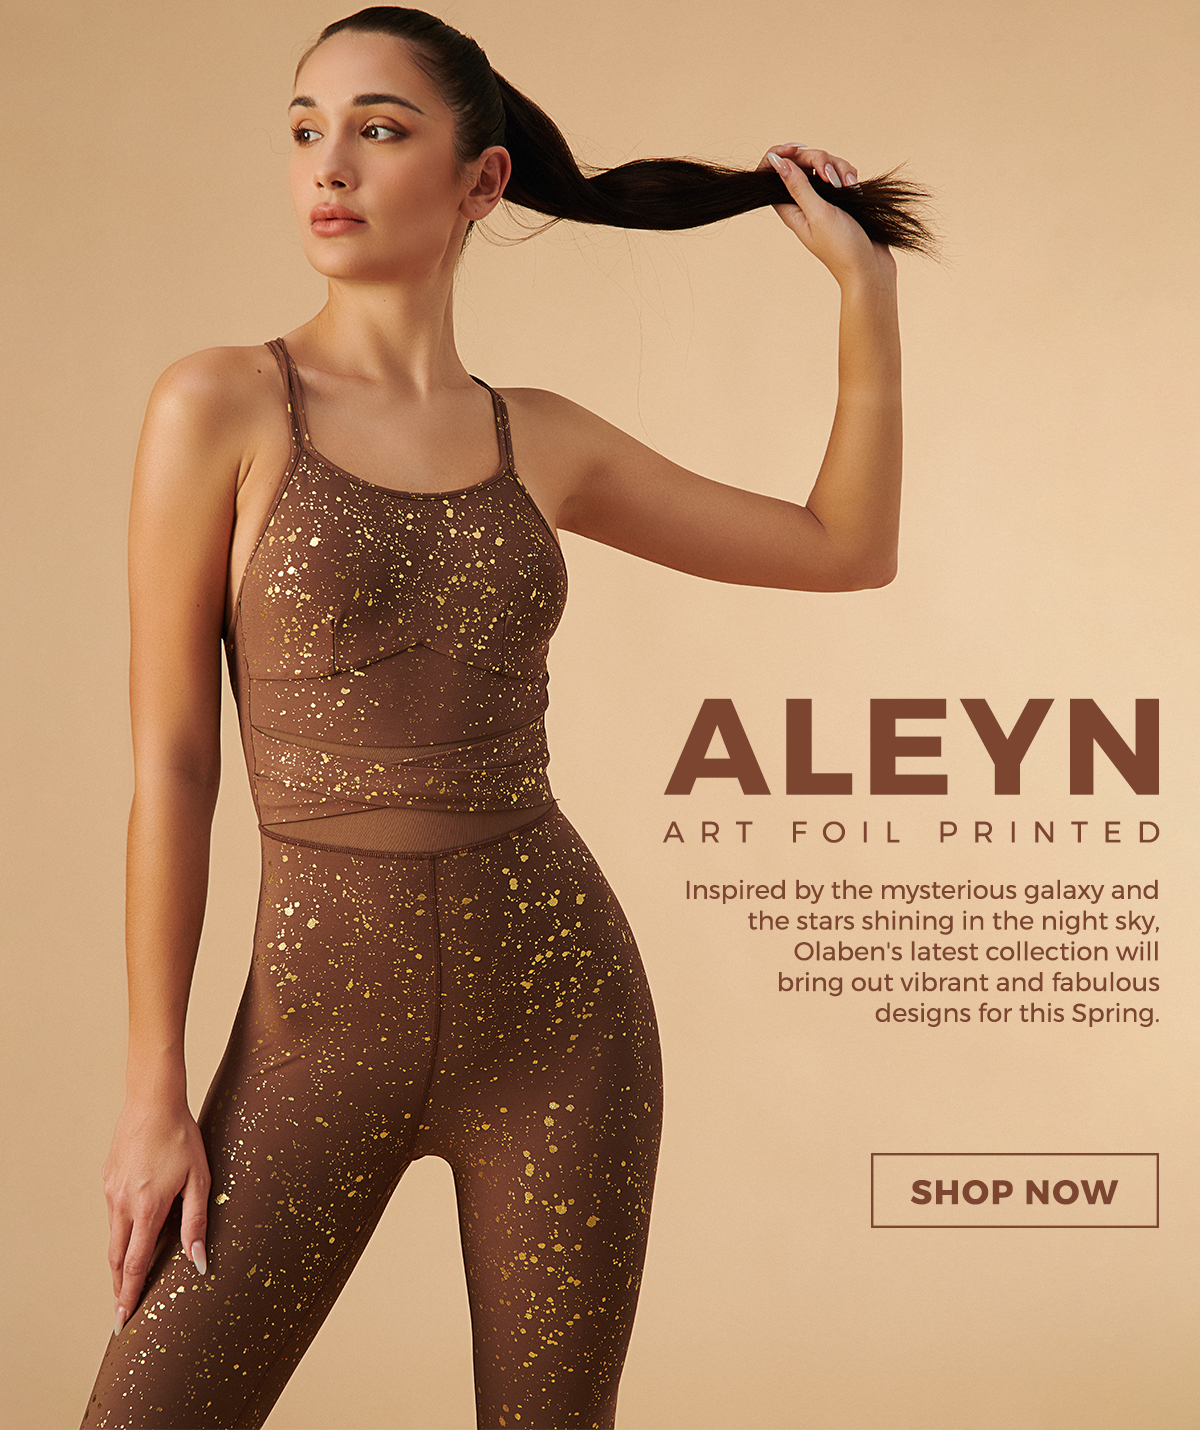 ALEYN
ART FOIL PRINTED
Inspired by the mysterious galaxy and
the stars shining in the night sky,
Olaben's latest collection will
bring out vibrant and fabulous
designs for this Spring.
SHOP NOW